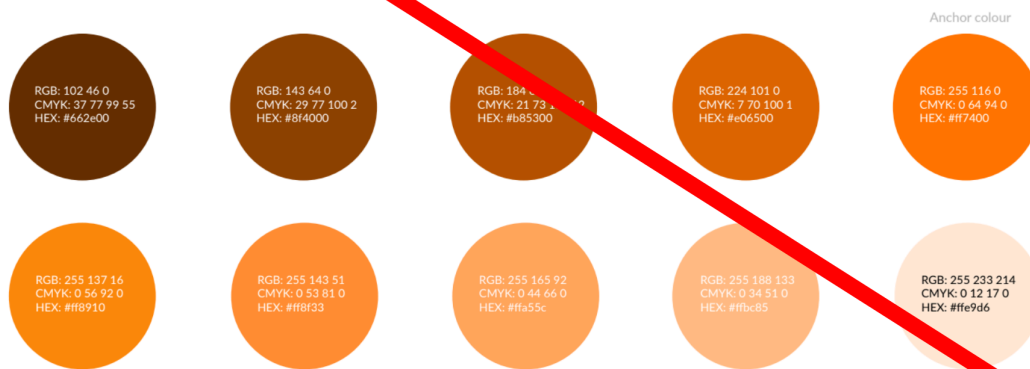 Anchor colour
RGB: 102 46 0
CMYK: 37 77 99 55
HEX: #662e00
RGB: 143 64 0
CMYK: 29 77 100 2
HEX: #8f4000
RGB: 184
CMYK: 21 73
HEX: #b85300
RGB: 224 101 0
CMYK: 7 70 100 1
HEX: #e06500
RGB: 255 116 0
CMYK: 0 64 94 0
HEX: #ff7400
RGB: 255 137 16
CMYK: 0 56 92 0
HEX: #ff8910
RGB: 255 143 51
CMYK: 0 53 81 0
HEX: #ff8f33
RGB: 255 165 92
CMYK: 0 44 66 0
HEX: #ffa55c
RGB: 255 188 133
CMYK: 0 34 51 0
HEX: #ffbc85
RGB: 255 233 214
CMYK: 0 12 17 0
HEX: #ffe9d6